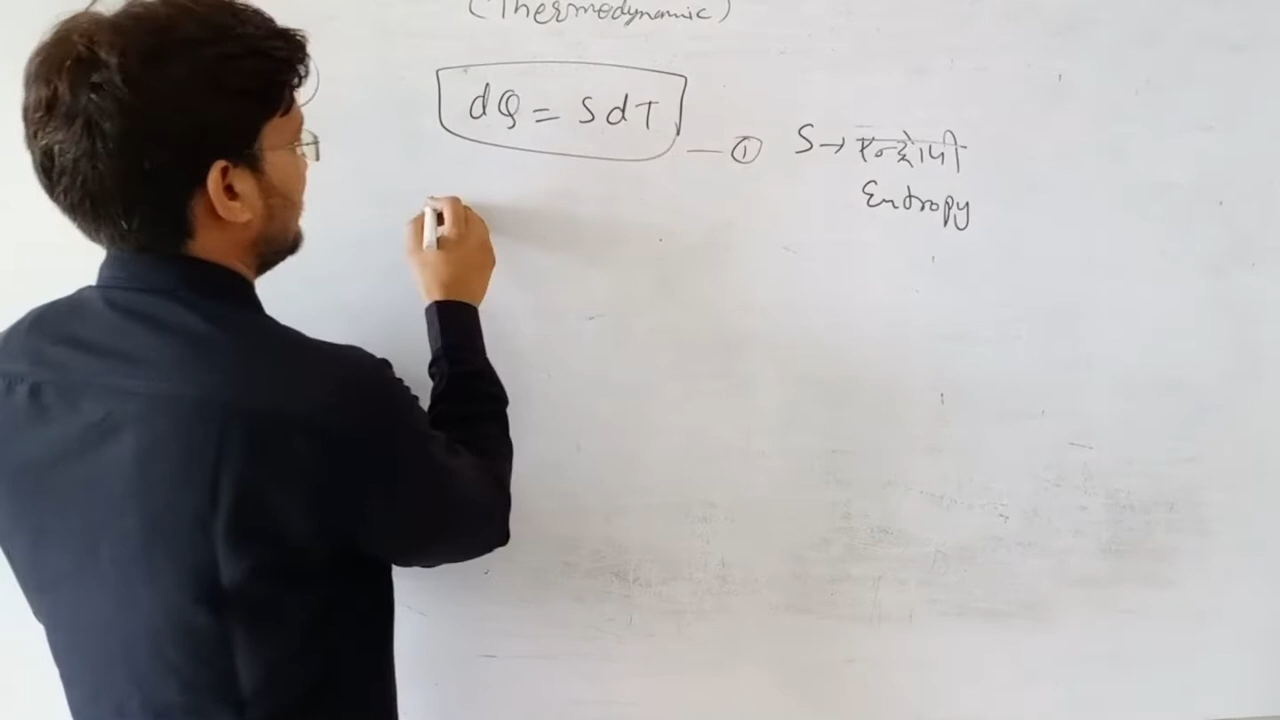 (Thermodynamic)
dQ = SdT
— ① S → एन्ट्रोपी
Entropy